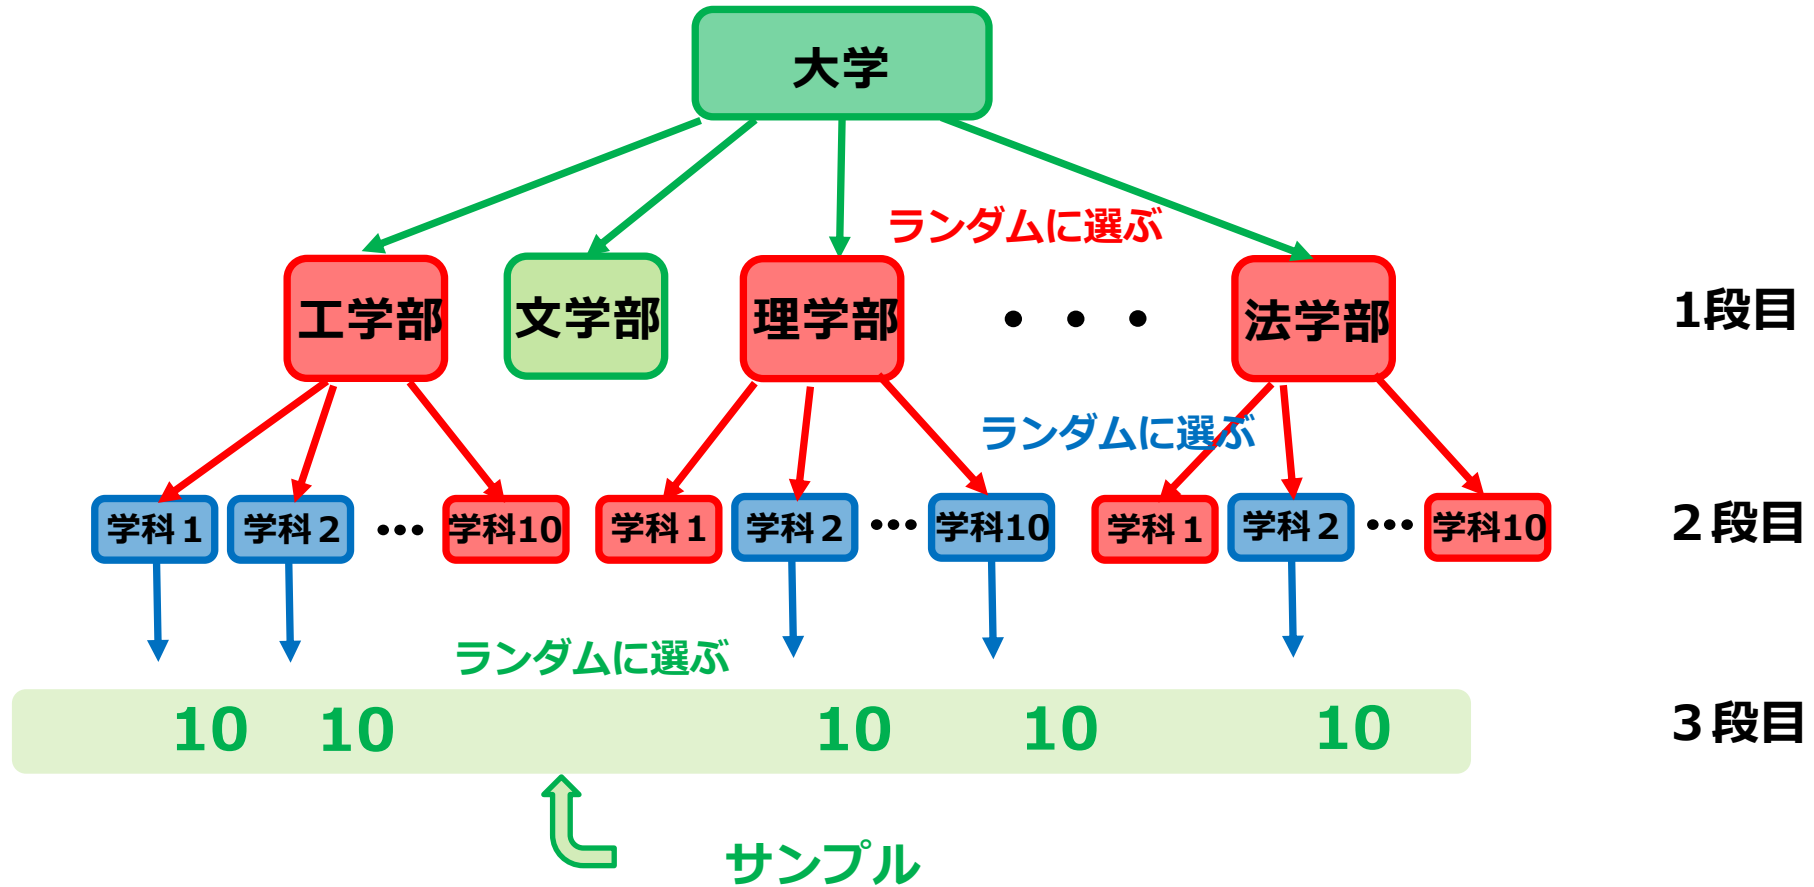 大学
ランダムに選ぶ
工学部 文学部 理学部 ・・・ 法学部 1段目
ランダムに選ぶ
学科1 学科2 ••• 学科10 学科1 学科2 ••• 学科10 学科1 学科2 ••• 学科10 2段目
ランダムに選ぶ
10 10 10 10 10 3段目
サンプル